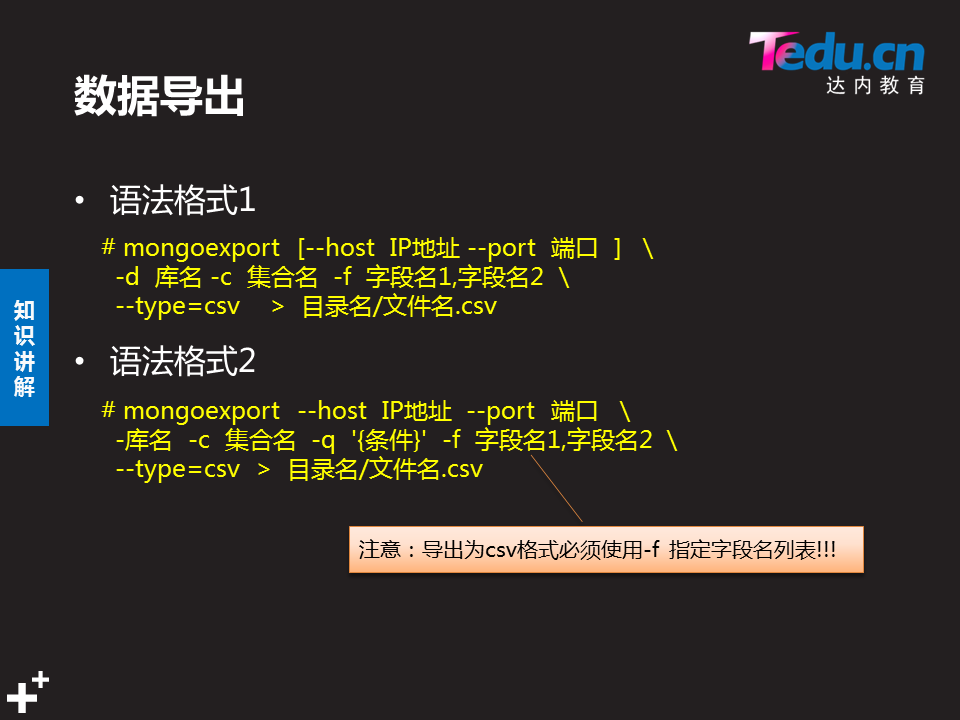 Tedu.cn
达内教育
数据导出
• 语法格式1
# mongoexport [--host IP地址 --port 端口 ] \
-d 库名 -c 集合名 -f 字段名1,字段名2 \
--type=csv > 目录名/文件名.csv
知识讲解
• 语法格式2
# mongoexport --host IP地址 --port 端口 \
-库名 -c 集合名 -q '{条件}' -f 字段名1,字段名2 \
--type=csv > 目录名/文件名.csv
注意：导出为csv格式必须使用-f 指定字段名列表!!!